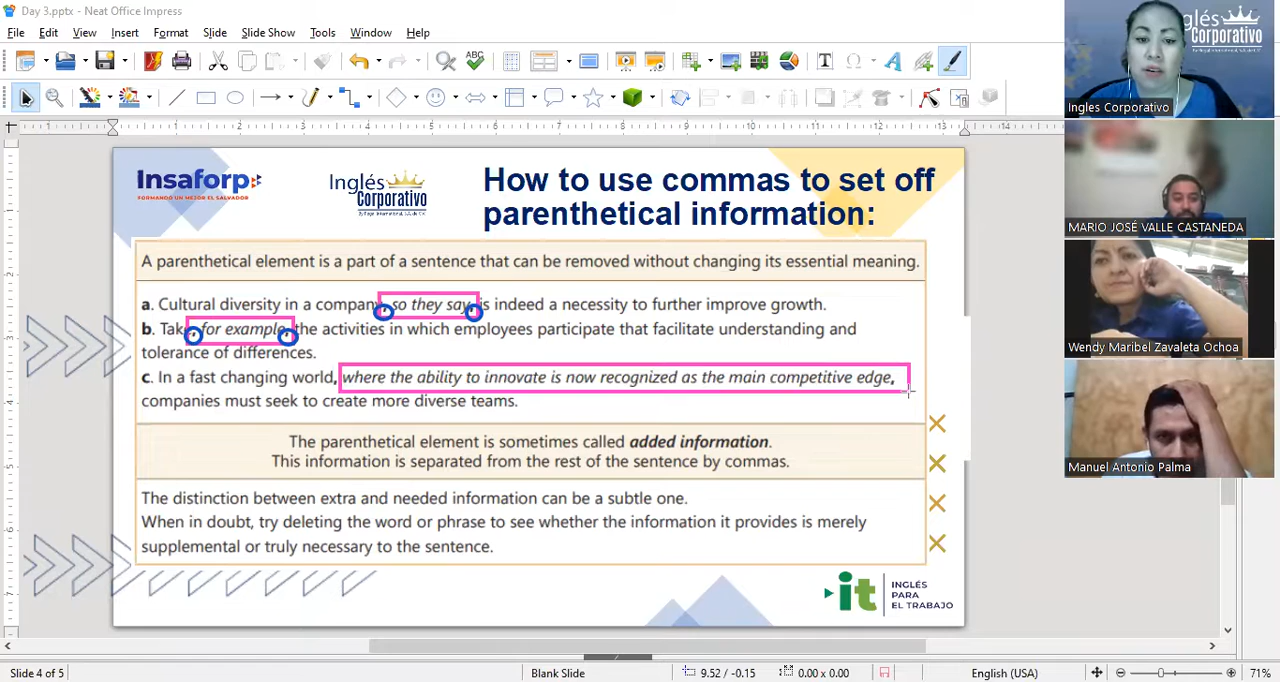 Day 3.pptx - Neat Office Impress
File Edit View Insert Format Slide Slide Show Tools Window Help
Insaforp
FORMANDO UN MEJOR EL SALVADOR
Inglés
Corporativo
How to use commas to set off
parenthetical information:
A parenthetical element is a part of a sentence that can be removed without changing its essential meaning.
a. Cultural diversity in a company, so they say, is indeed a necessity to further improve growth.
b. Take, for example, the activities in which employees participate that facilitate understanding and
tolerance of differences.
c. In a fast changing world, where the ability to innovate is now recognized as the main competitive edge,
companies must seek to create more diverse teams.
The parenthetical element is sometimes called added information.
This information is separated from the rest of the sentence by commas.
The distinction between extra and needed information can be a subtle one.
When in doubt, try deleting the word or phrase to see whether the information it provides is merely
supplemental or truly necessary to the sentence.
it
INGLÉS
PARA
EL TRABAJO
glés
Corporativo
Ingles Corporativo
MARIO JOSÉ VALLE CASTANEDA
Wendy Maribel Zavaleta Ochoa
Manuel Antonio Palma
Slide 4 of 5 Blank Slide 9.52 / -0.15 0.00 x 0.00 English (USA) 71%